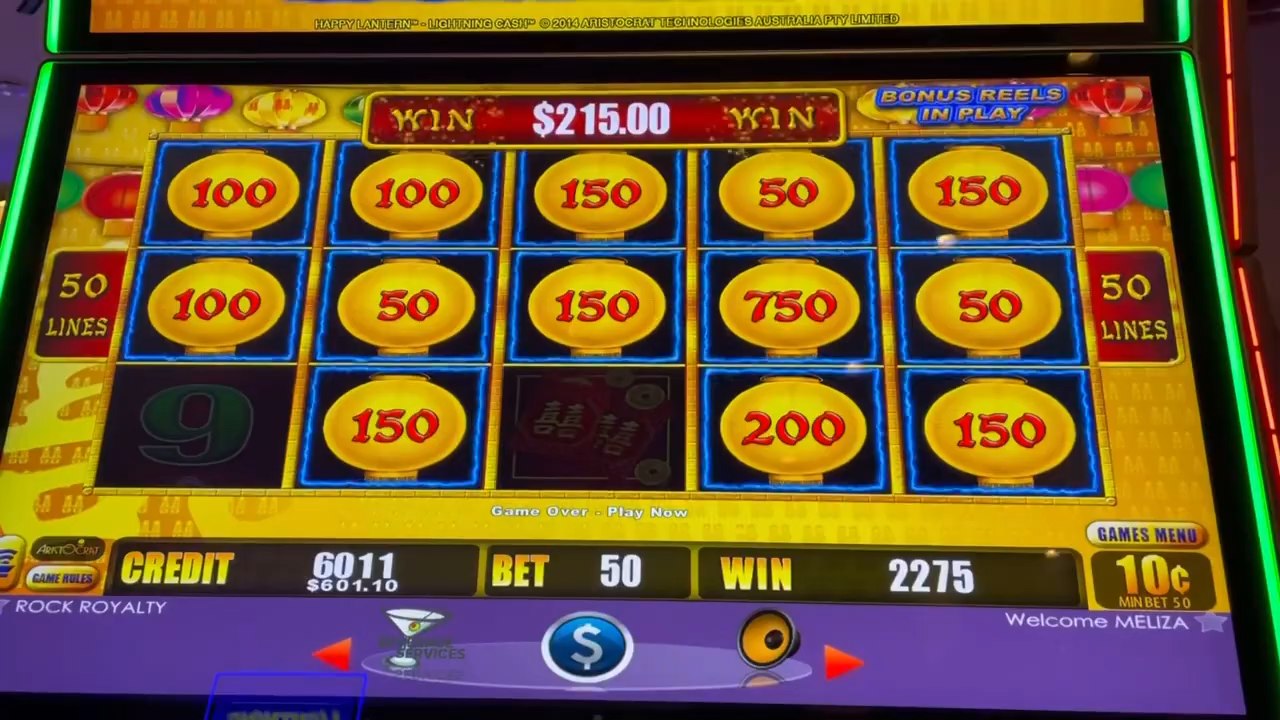 HAPPY LANTERN™ - LIGHTNING CASH™ © 2014 ARISTOCRAT TECHNOLOGIES AUSTRALIA PTY LIMITED
WIN $215.00 WIN
BONUS REELS
IN PLAY
100 100 150 50 150
50
LINES
100 50 150 750 50
50
LINES
9 150 囍 囍 200 150
Game Over - Play Now
GAMES MENU
ARISTOCRAT
GAME RULES
CREDIT 6011
$601.10
BET 50
WIN 2275
10¢
MIN BET 50
ROCK ROYALTY
Welcome MELIZA
SERVICES
$